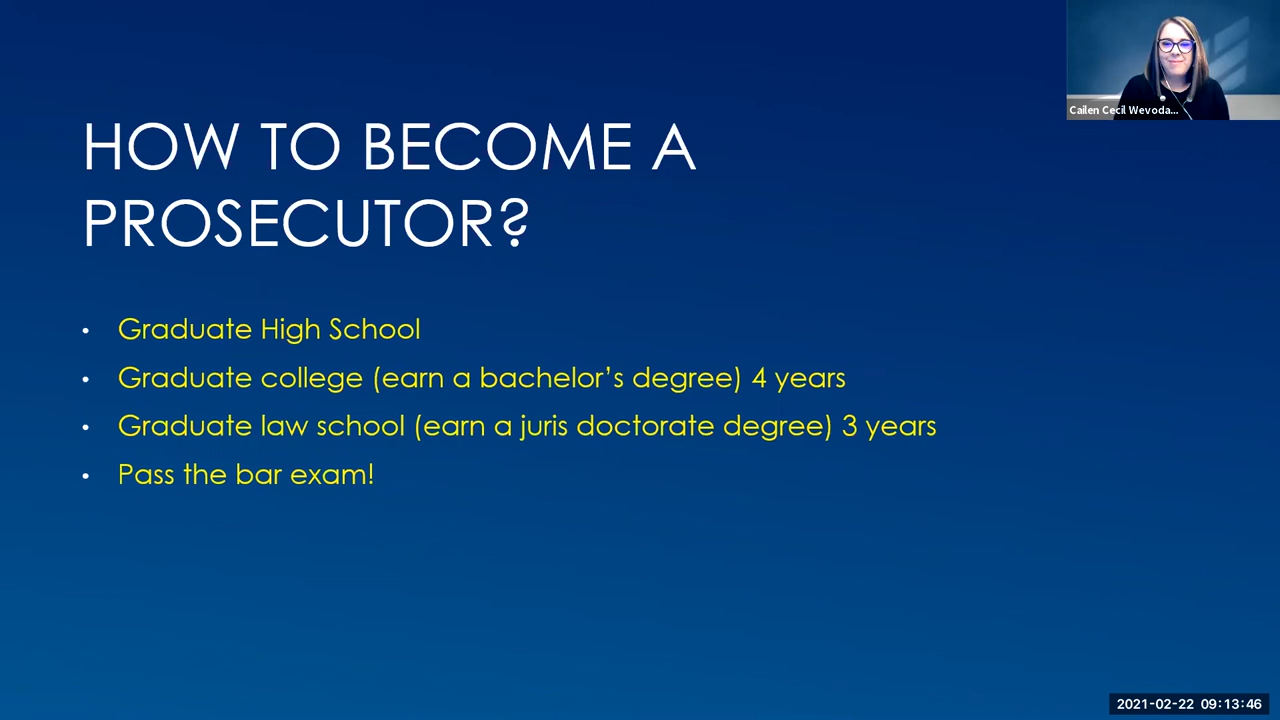 HOW TO BECOME A
PROSECUTOR?
• Graduate High School
• Graduate college (earn a bachelor’s degree) 4 years
• Graduate law school (earn a juris doctorate degree) 3 years
• Pass the bar exam!
Cailen Cecil Wevoda...
2021-02-22 09:13:46